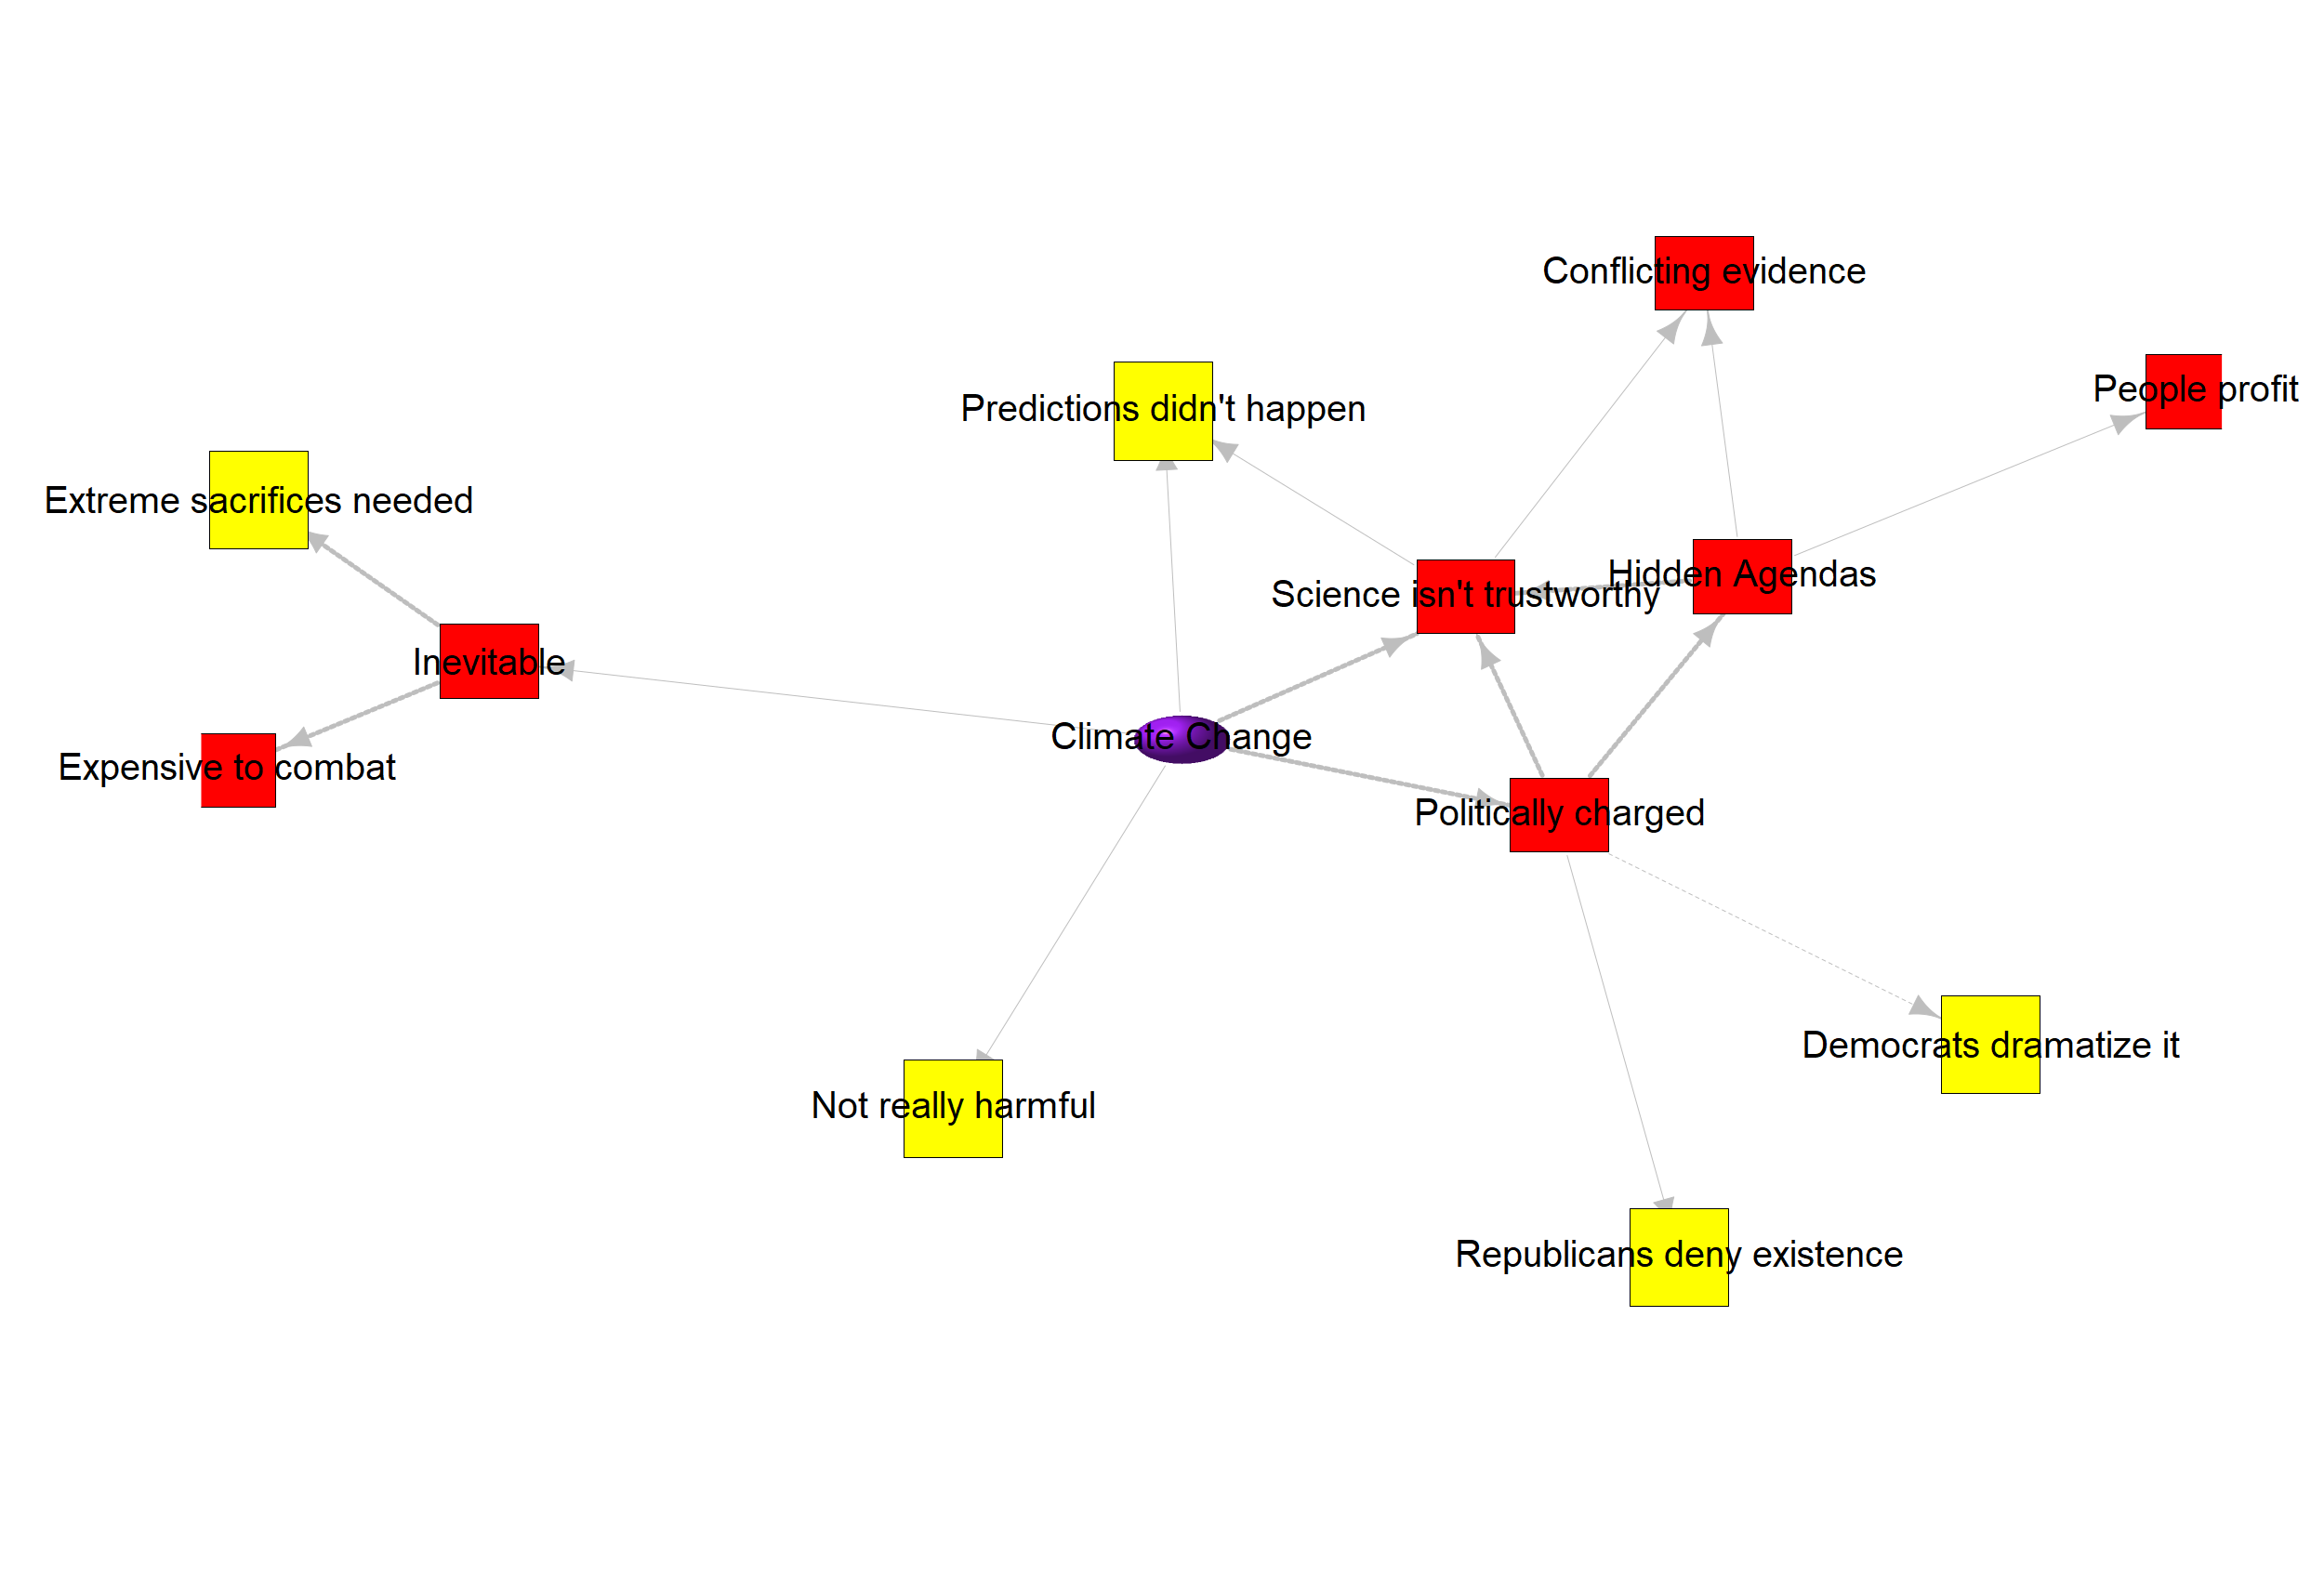 Conflicting evidence
People profit
Predictions didn't happen
Extreme sacrifices needed
Hidden Agendas
Science isn't trustworthy
Inevitable
Climate Change
Expensive to combat
Politically charged
Democrats dramatize it
Not really harmful
Republicans deny existence